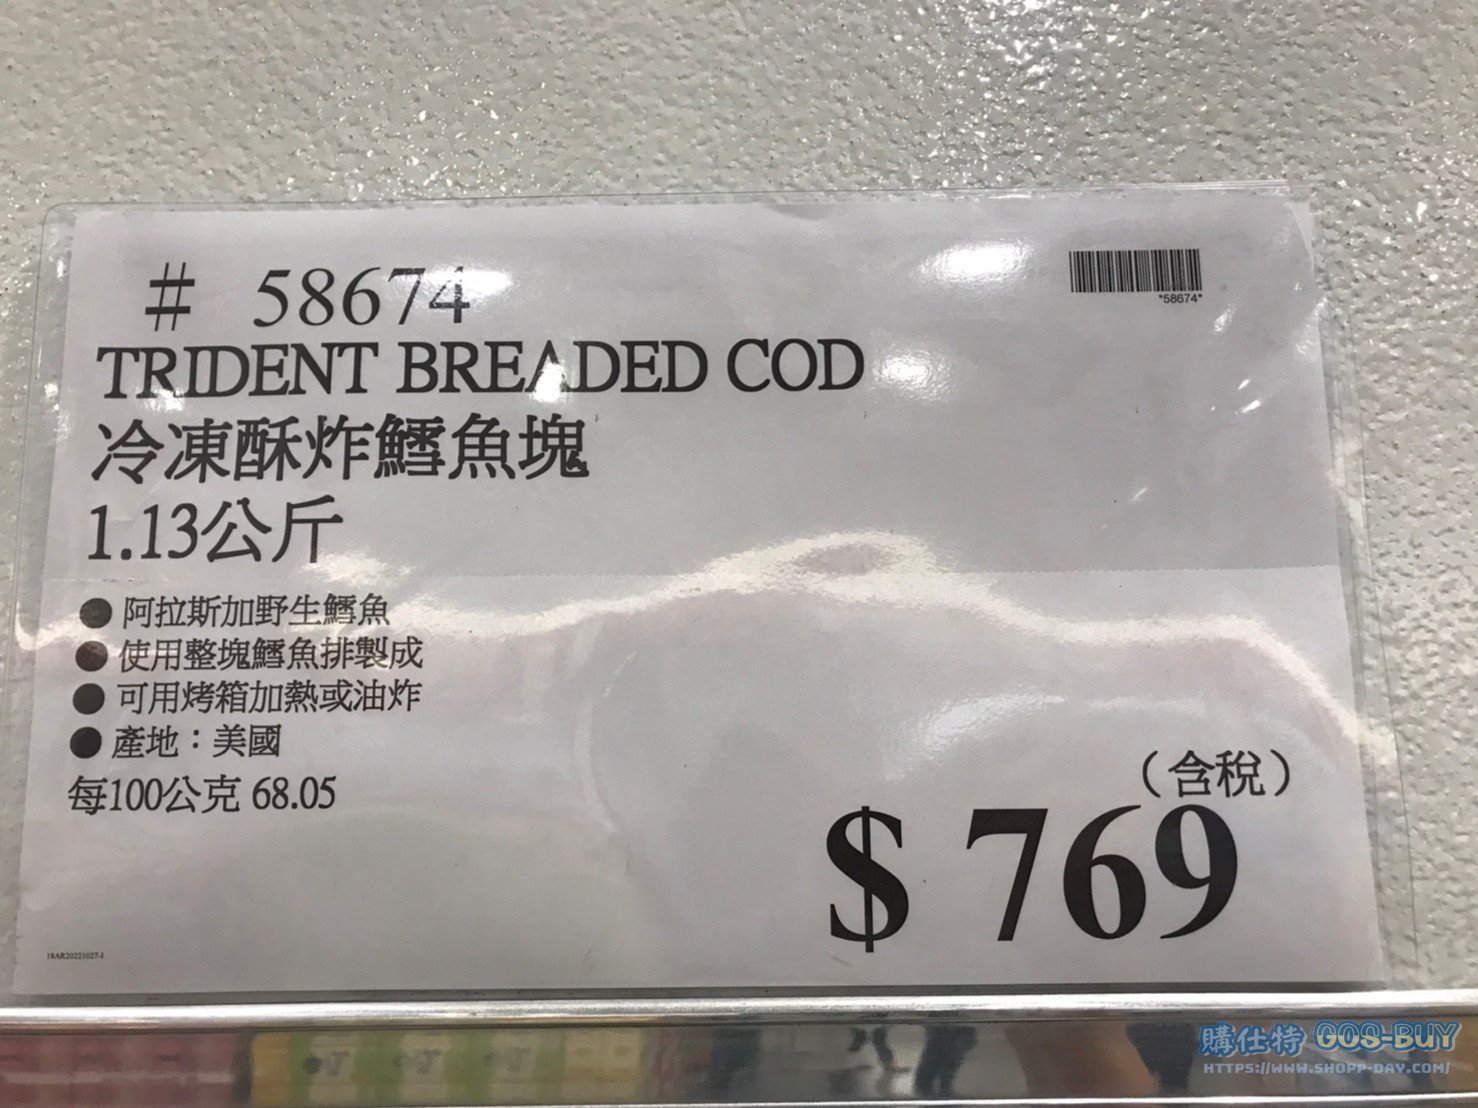 # 58674
*58674*
TRIDENT BREADED COD
冷凍酥炸鱈魚塊
1.13公斤
● 阿拉斯加野生鱈魚
● 使用整塊鱈魚排製成
● 可用烤箱加熱或油炸
● 產地：美國
每100公克 68.05
（含稅）
$ 769
18AR20221027-1
購仕特 GOS-BUY
HTTPS://WWW.SHOPP-DAY.COM/